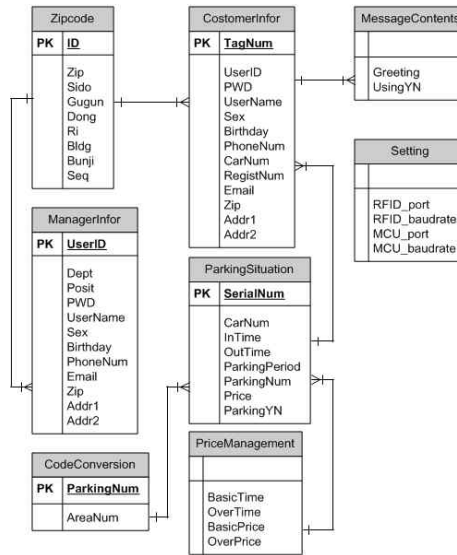 Zipcode
PK ID
Zip
Sido
Gugun
Dong
Ri
Bldg
Bunji
Seq
CostomerInfor
PK TagNum
UserID
PWD
UserName
Sex
Birthday
PhoneNum
CarNum
RegistNum
Email
Zip
Addr1
Addr2
MessageContents
Greeting
UsingYN
Setting
RFID_port
RFID_baudrate
MCU_port
MCU_baudrate
ManagerInfor
PK UserID
Dept
Posit
PWD
UserName
Sex
Birthday
PhoneNum
Email
Zip
Addr1
Addr2
ParkingSituation
PK SerialNum
CarNum
InTime
OutTime
ParkingPeriod
ParkingNum
Price
ParkingYN
CodeConversion
PK ParkingNum
AreaNum
PriceManagement
BasicTime
OverTime
BasicPrice
OverPrice